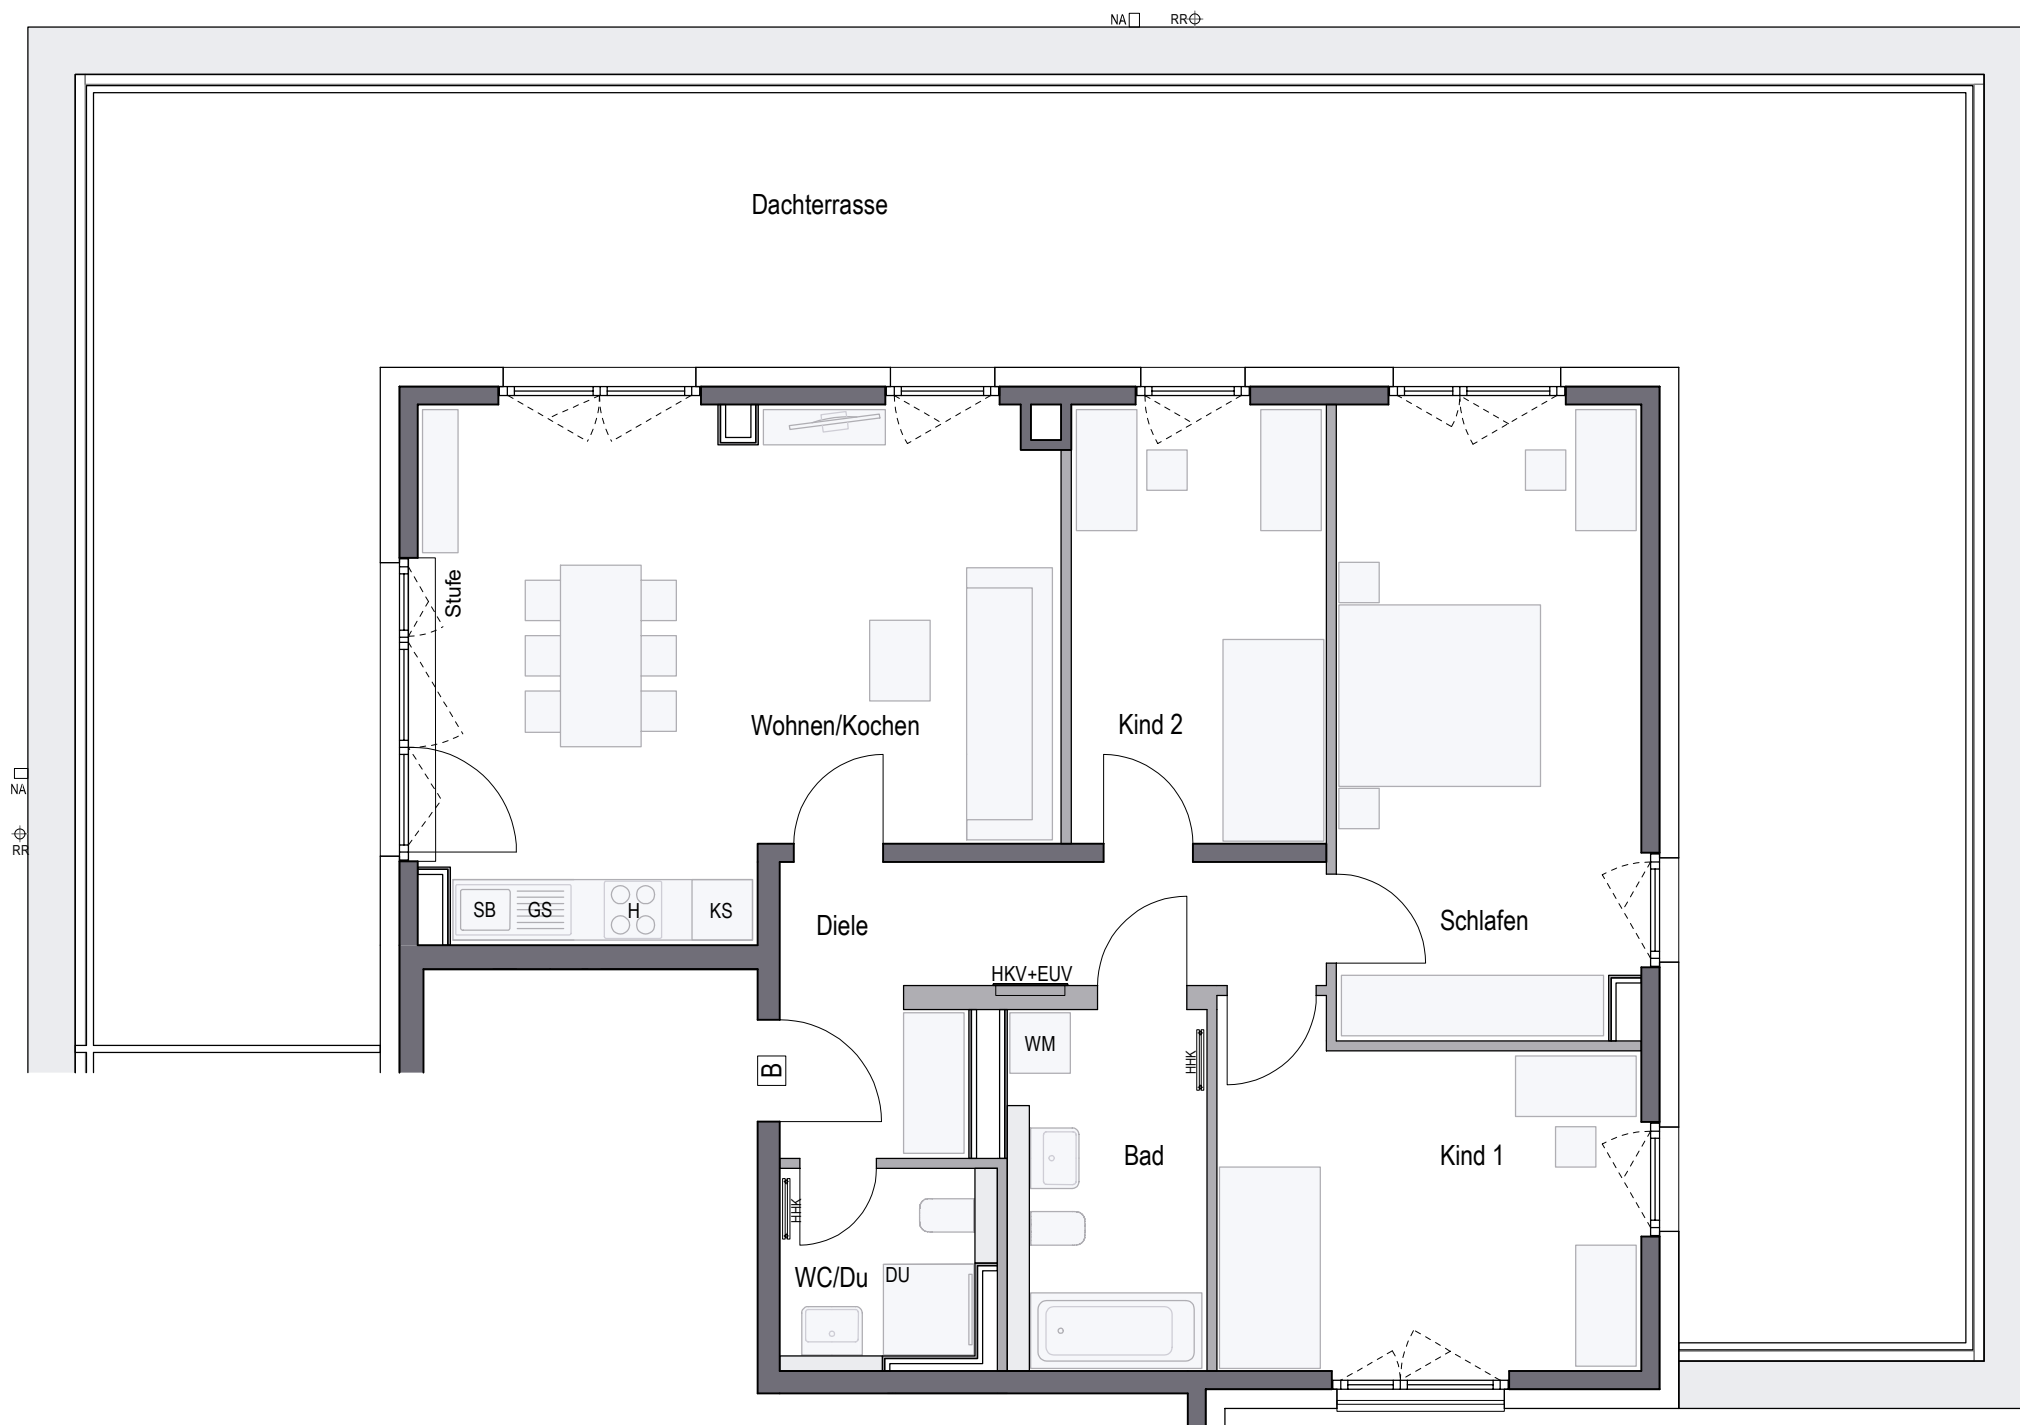 NA
RR
Dachterrasse
Stufe
Wohnen/Kochen
Kind 2
NA
RR
SB
GS
H
KS
Diele
Schlafen
HKV+EUV
WM
HHK
B
Bad
Kind 1
HHK
WC/Du
DU